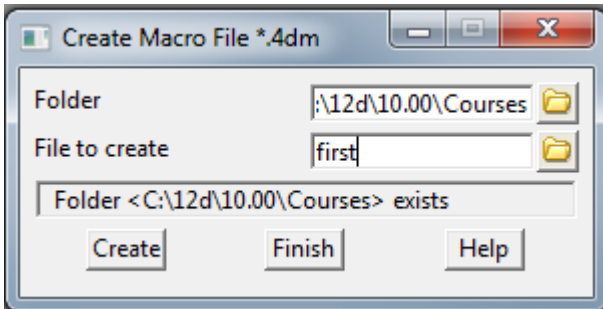 Create Macro File *.4dm
Folder :\12d\10.00\Courses
File to create first
Folder <C:\12d\10.00\Courses> exists
Create Finish Help